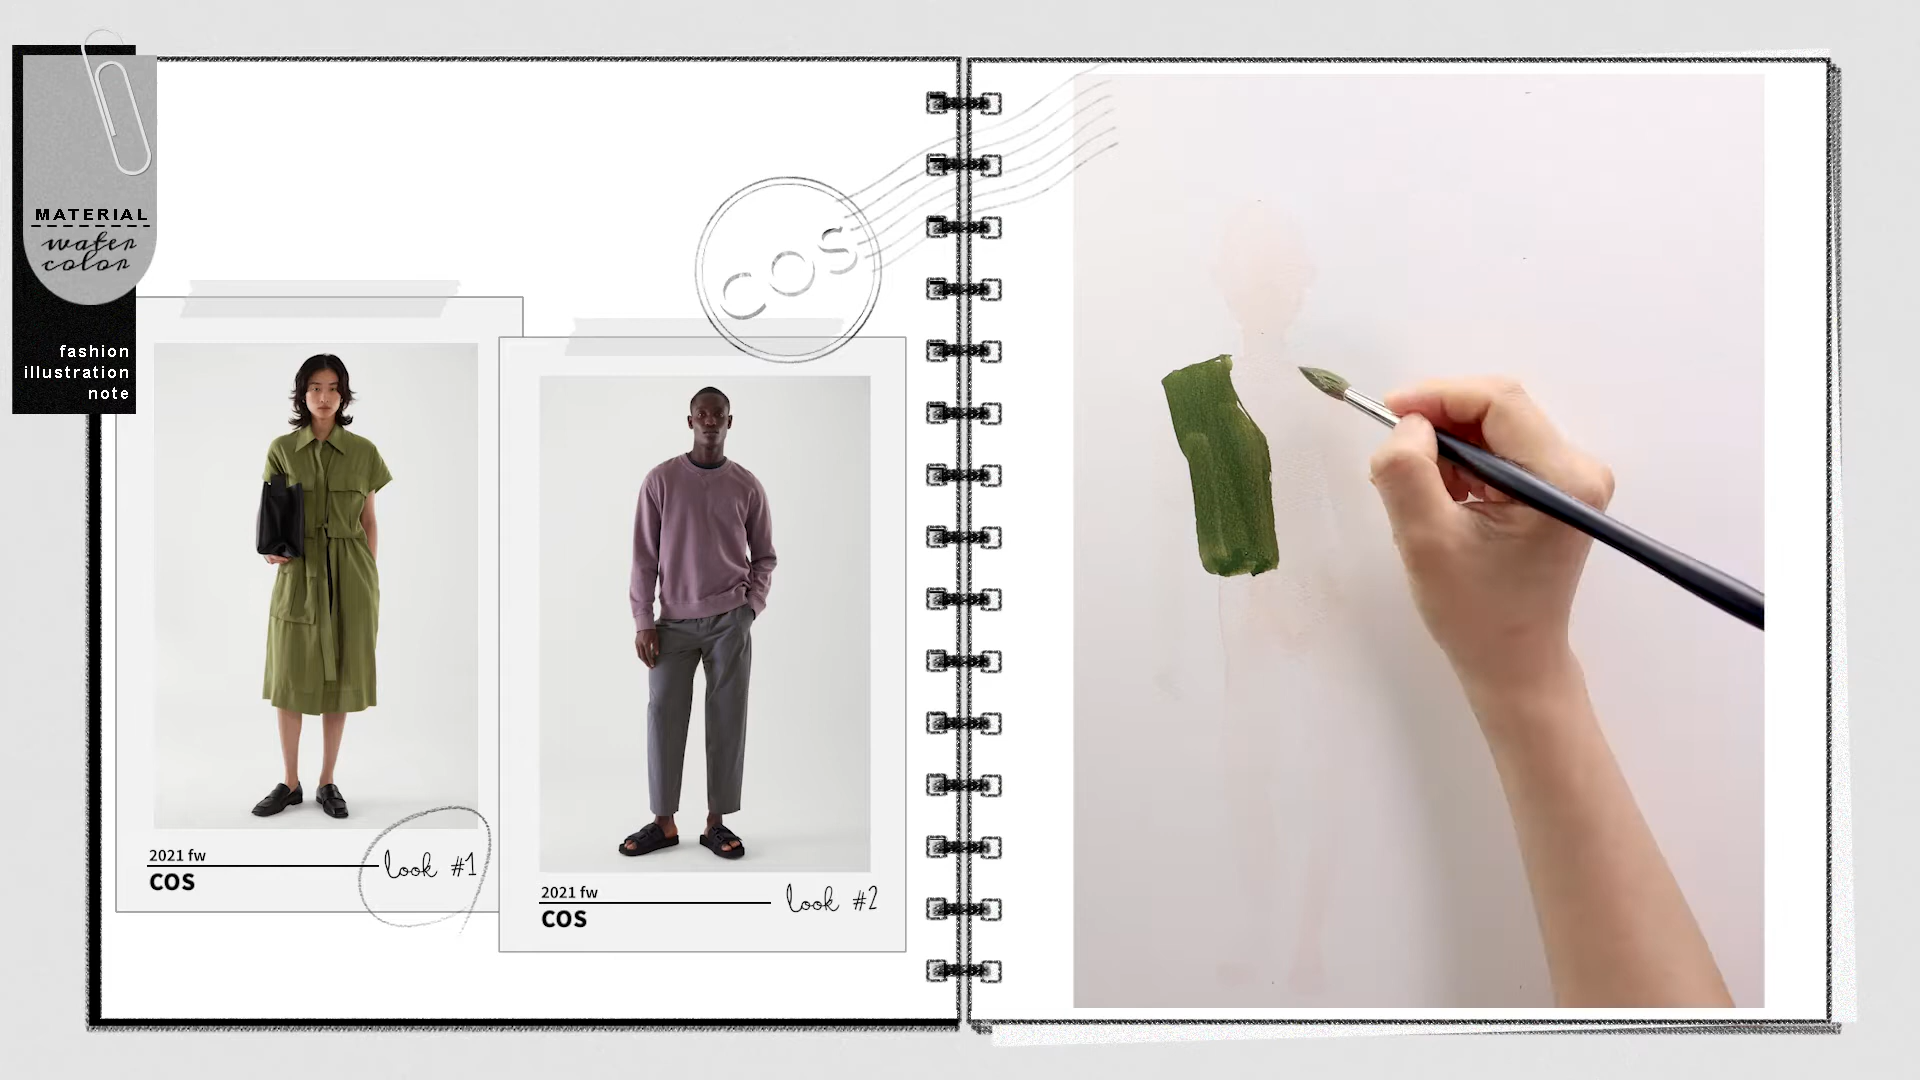 MATERIAL
water
color
fashion
illustration
note
COS
2021 fw
COS
look #1
2021 fw
COS
look #2